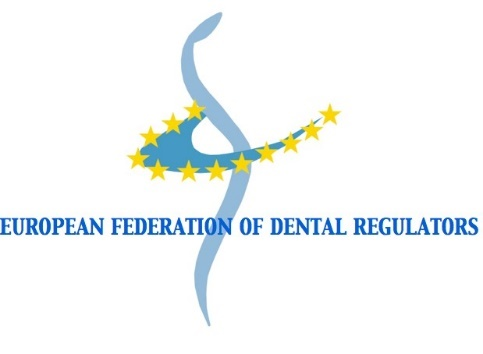 EUROPEAN FEDERATION OF DENTAL REGULATORS